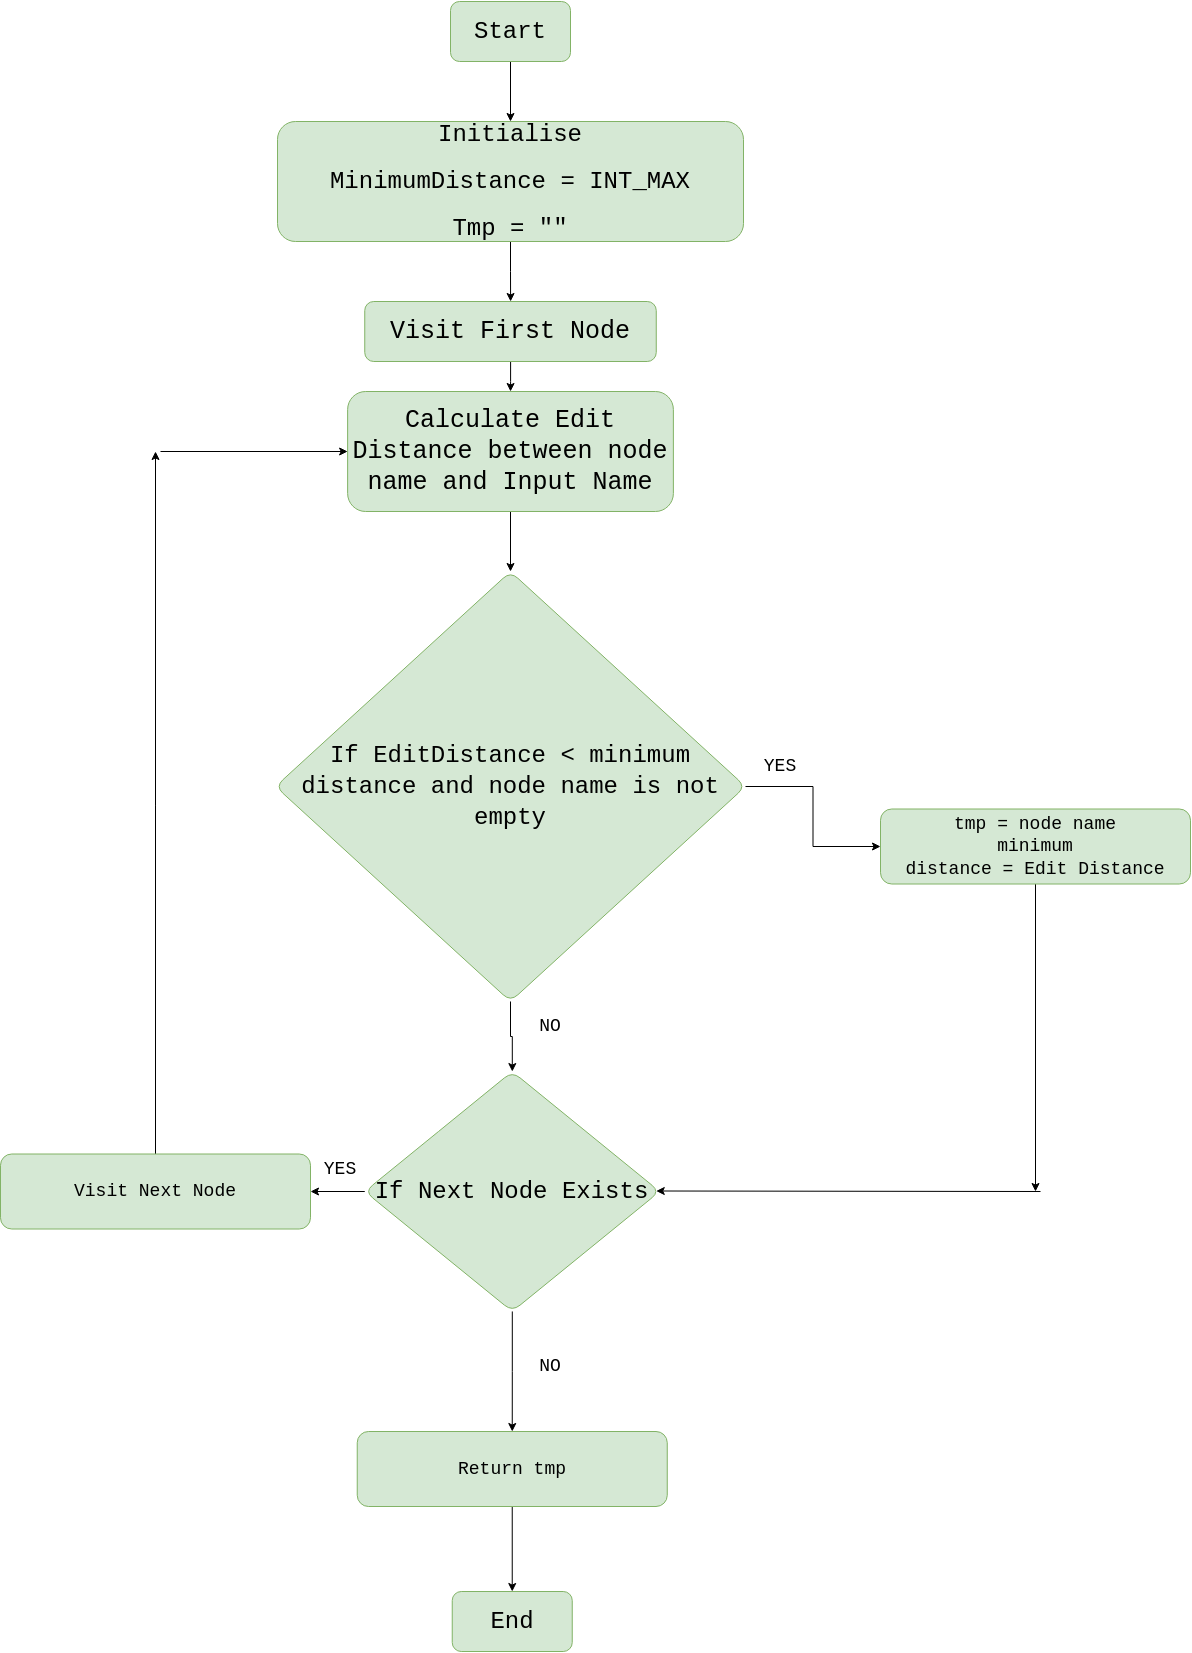 Start
Initialise
MinimumDistance = INT_MAX
Tmp = ""
Visit First Node
Calculate Edit
Distance between node
name and Input Name
If EditDistance < minimum
distance and node name is not
empty
YES
tmp = node name
minimum
distance = Edit Distance
NO
If Next Node Exists
YES
Visit Next Node
NO
Return tmp
End